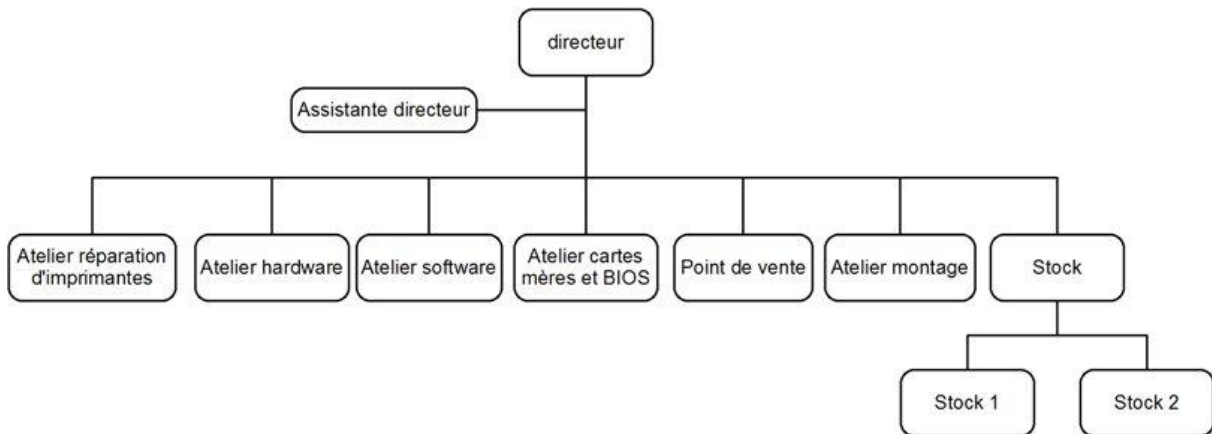 directeur
Assistante directeur
Atelier réparation
d'imprimantes
Atelier hardware
Atelier software
Atelier cartes
mères et BIOS
Point de vente
Atelier montage
Stock
Stock 1
Stock 2